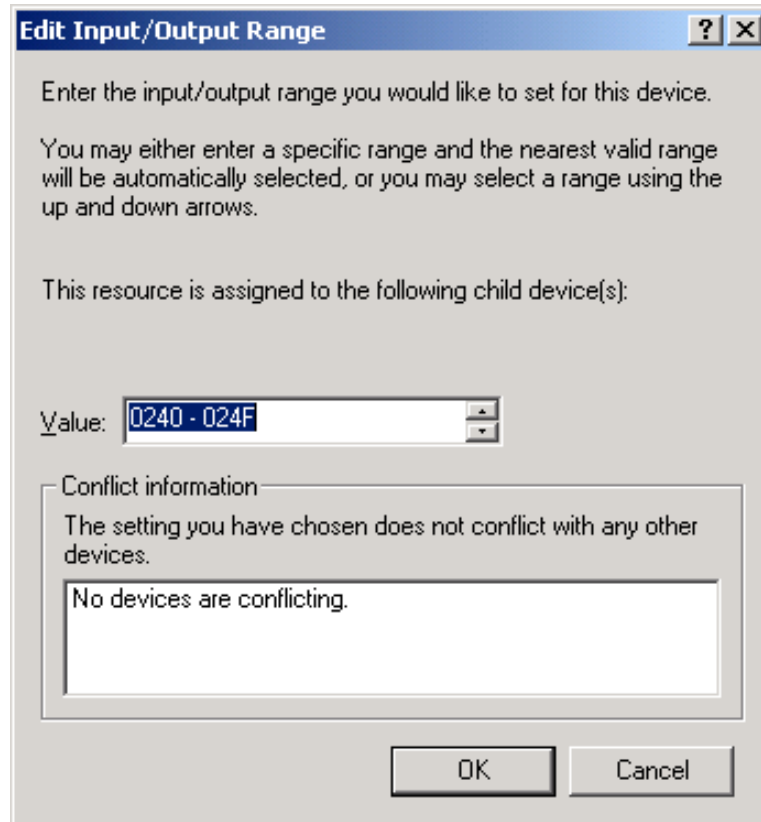 Edit Input/Output Range
Enter the input/output range you would like to set for this device.
You may either enter a specific range and the nearest valid range
will be automatically selected, or you may select a range using the
up and down arrows.
This resource is assigned to the following child device(s):
Value: 0240 - 024F
Conflict information
The setting you have chosen does not conflict with any other
devices.
No devices are conflicting.
OK Cancel